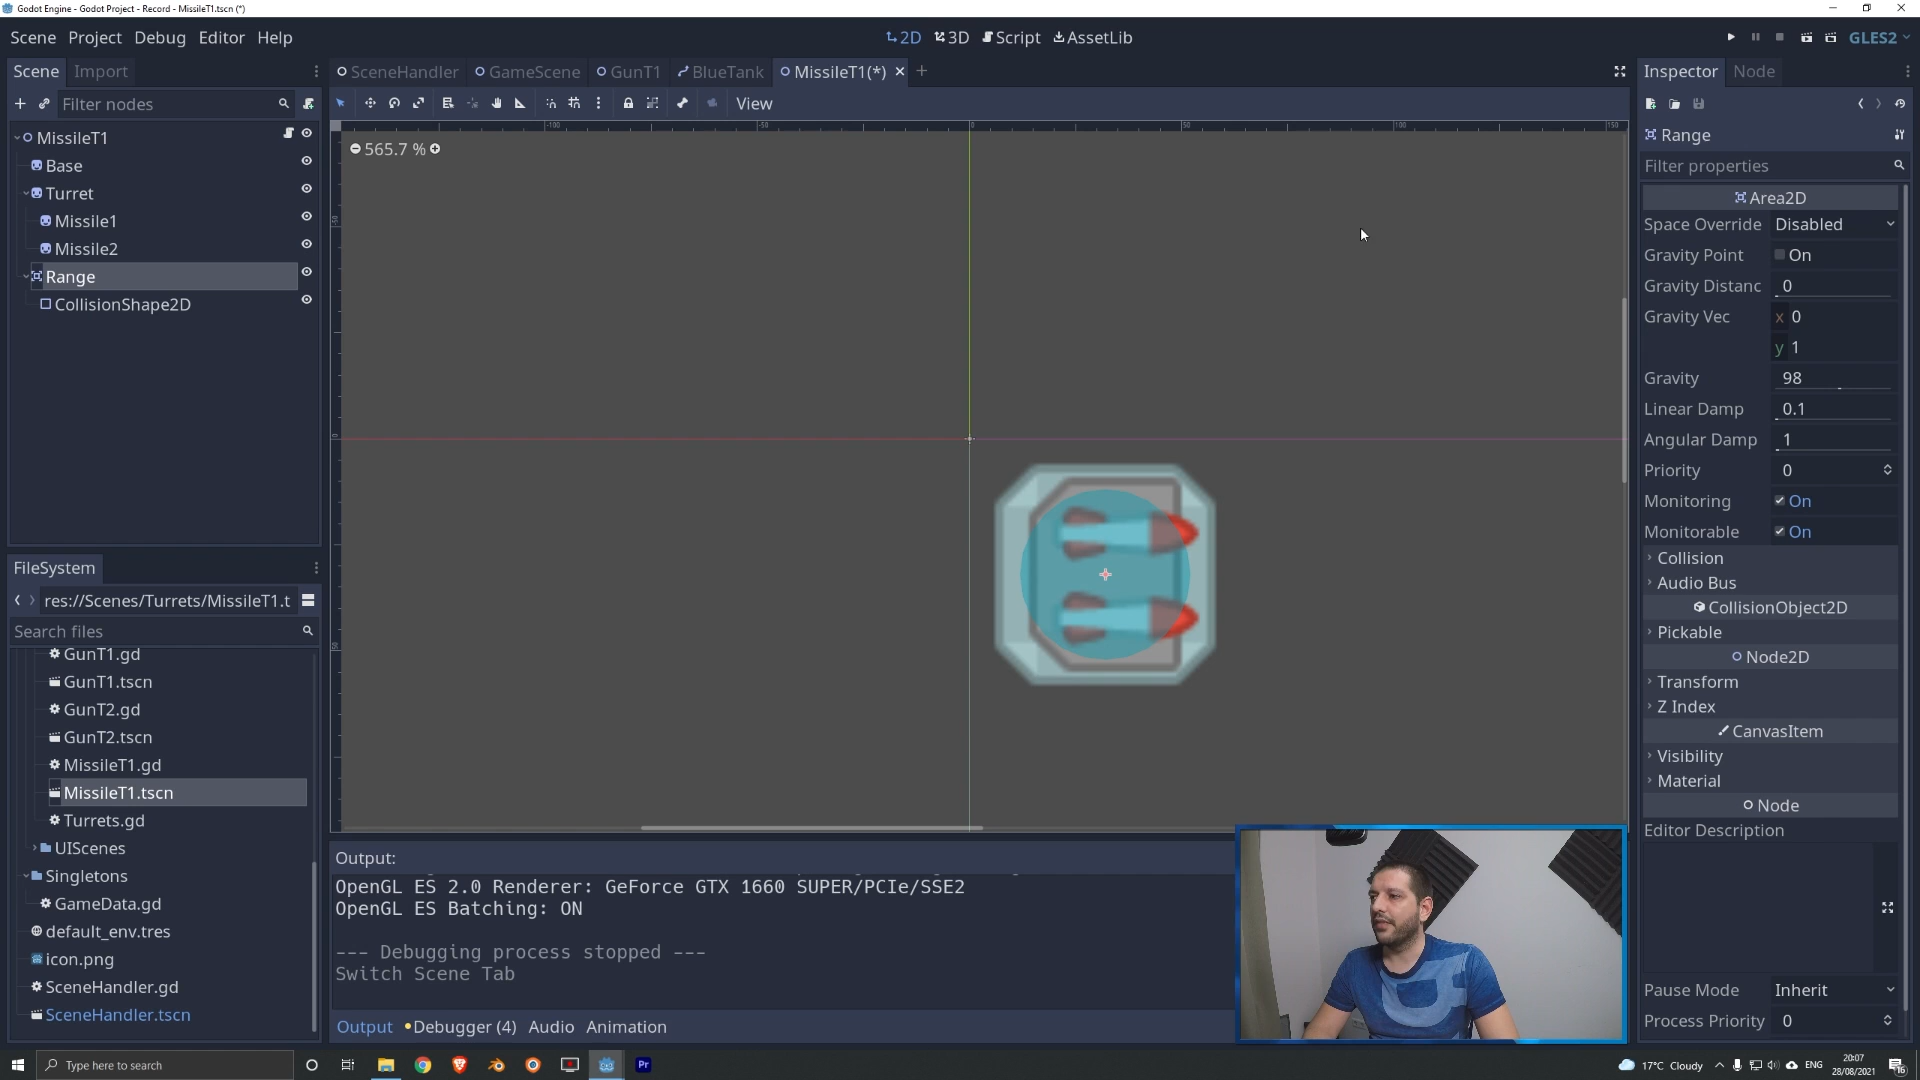 Godot Engine - Godot Project - Record - MissileT1.tscn (*)
Scene Project Debug Editor Help
2D 3D Script AssetLib
GLES2
Scene Import
SceneHandler GameScene GunT1 BlueTank MissileT1(*)
Inspector Node
Filter nodes
View
MissileT1
Base
Turret
Missile1
Missile2
Range
CollisionShape2D
-100 -50 0 50 100 150
565.7 %
Range
Filter properties
Area2D
Space Override Disabled
Gravity Point On
Gravity Distanc 0
Gravity Vec x 0
y 1
Gravity 98
Linear Damp 0.1
Angular Damp 1
Priority 0
Monitoring On
Monitorable On
Collision
Audio Bus
CollisionObject2D
Pickable
Node2D
Transform
Z Index
CanvasItem
Visibility
Material
Node
Editor Description
Pause Mode Inherit
Process Priority 0
FileSystem
res://Scenes/Turrets/MissileT1.t
Search files
GunT1.gd
GunT1.tscn
GunT2.gd
GunT2.tscn
MissileT1.gd
MissileT1.tscn
Turrets.gd
UIScenes
Singletons
GameData.gd
default_env.tres
icon.png
SceneHandler.gd
SceneHandler.tscn
Output:
OpenGL ES 2.0 Renderer: GeForce GTX 1660 SUPER/PCIe/SSE2
OpenGL ES Batching: ON
--- Debugging process stopped ---
Switch Scene Tab
Output Debugger (4) Audio Animation
Type here to search
Pr
17°C Cloudy
ENG
20:07
28/08/2021
16